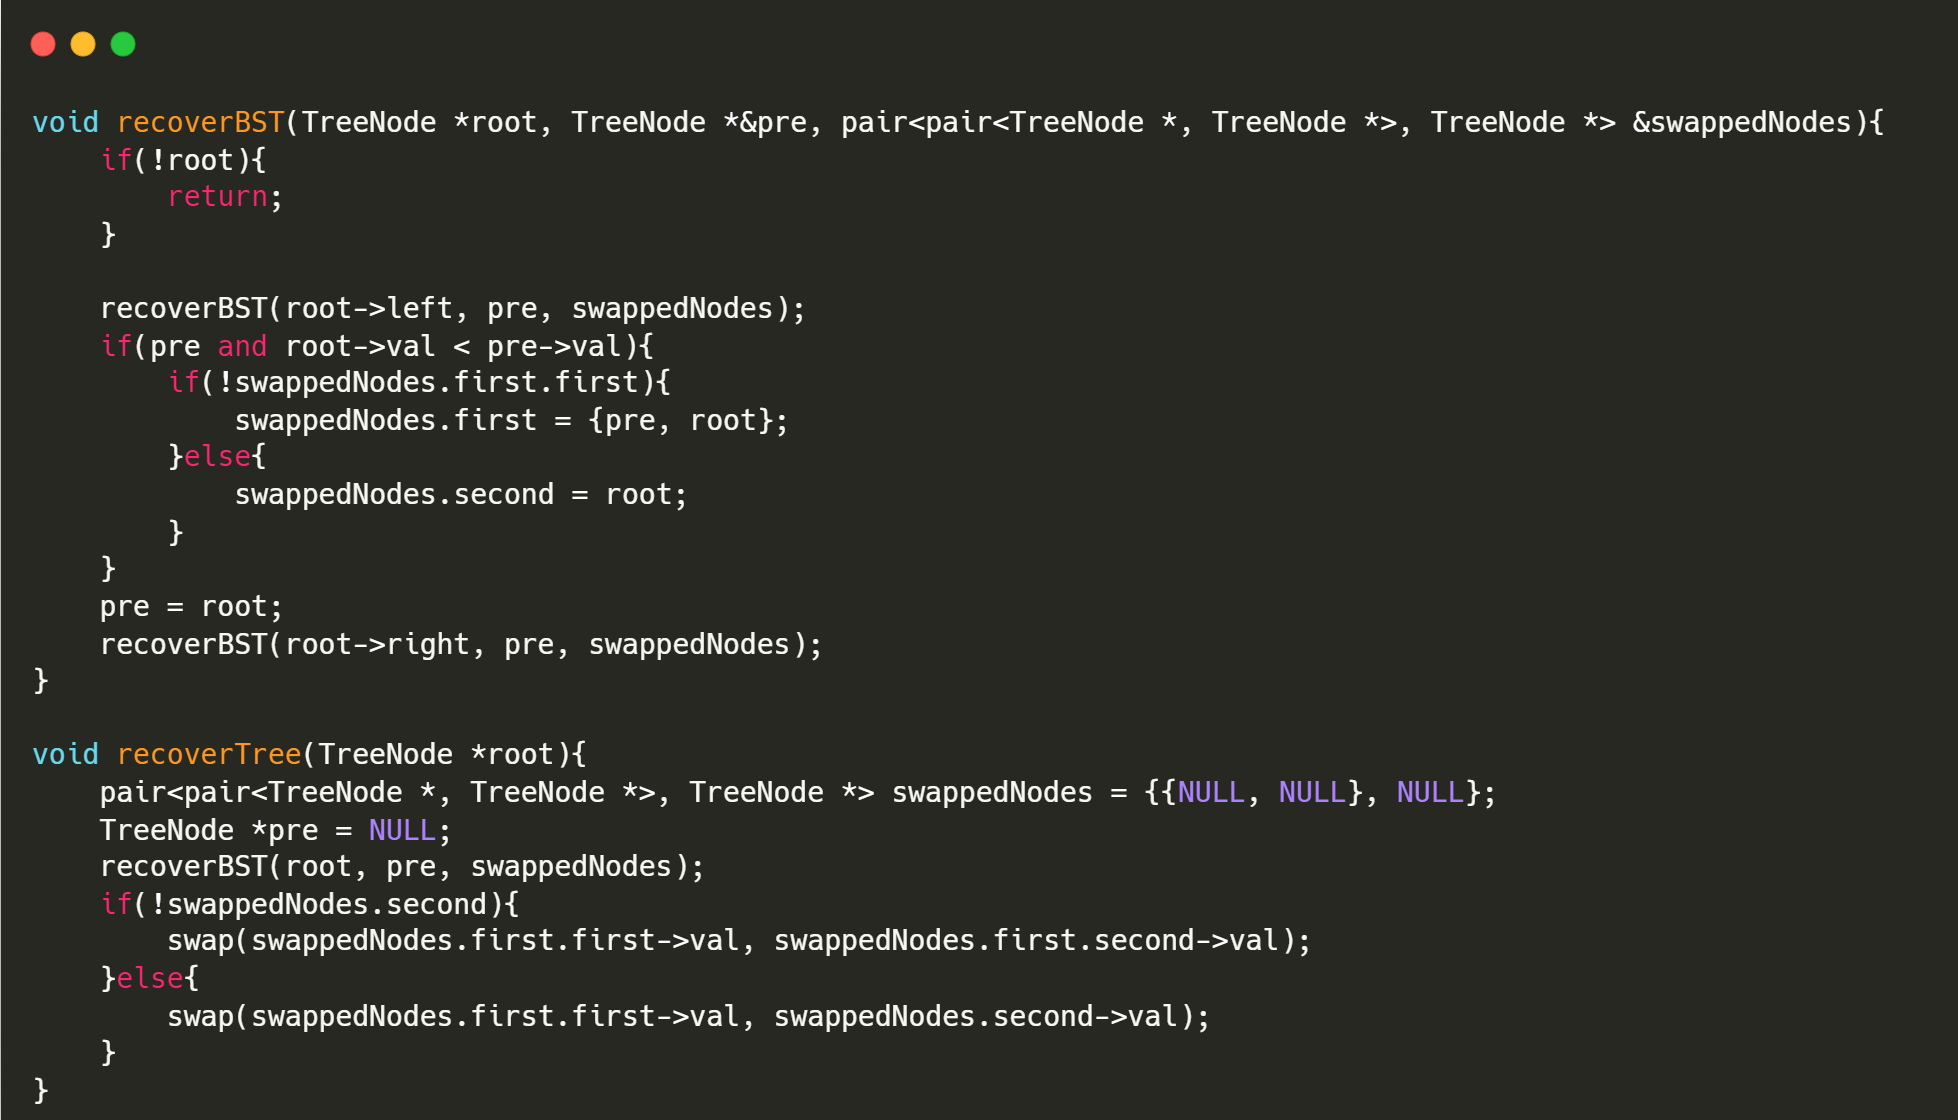 void recoverBST(TreeNode *root, TreeNode *&pre, pair<pair<TreeNode *, TreeNode *>, TreeNode *> &swappedNodes){
    if(!root){
        return;
    }

    recoverBST(root->left, pre, swappedNodes);
    if(pre and root->val < pre->val){
        if(!swappedNodes.first.first){
            swappedNodes.first = {pre, root};
        }else{
            swappedNodes.second = root;
        }
    }
    pre = root;
    recoverBST(root->right, pre, swappedNodes);
}

void recoverTree(TreeNode *root){
    pair<pair<TreeNode *, TreeNode *>, TreeNode *> swappedNodes = {{NULL, NULL}, NULL};
    TreeNode *pre = NULL;
    recoverBST(root, pre, swappedNodes);
    if(!swappedNodes.second){
        swap(swappedNodes.first.first->val, swappedNodes.first.second->val);
    }else{
        swap(swappedNodes.first.first->val, swappedNodes.second->val);
    }
}